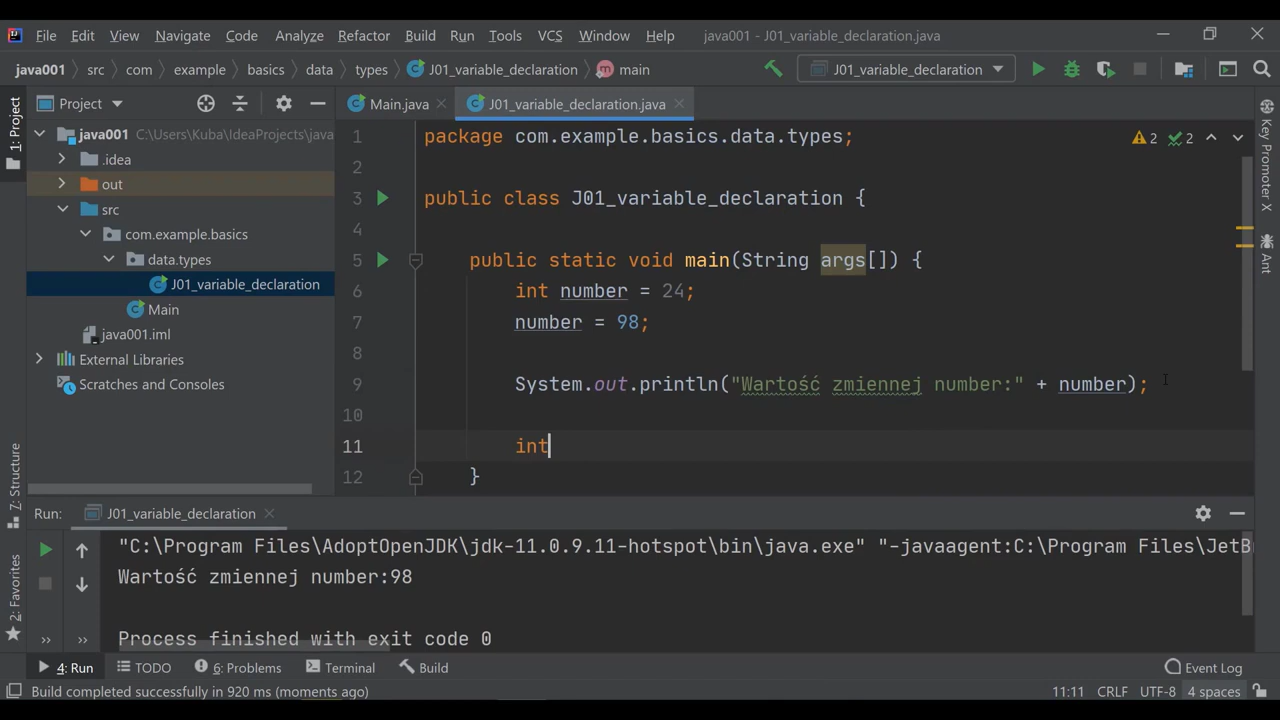 File Edit View Navigate Code Analyze Refactor Build Run Tools VCS Window Help java001 - J01_variable_declaration.java
java001 src com example basics data types J01_variable_declaration main J01_variable_declaration
1: Project
Project
Main.java J01_variable_declaration.java
java001 C:\Users\Kuba\IdeaProjects\java
.idea
out
src
com.example.basics
data.types
J01_variable_declaration
Main
java001.iml
External Libraries
Scratches and Consoles
1 package com.example.basics.data.types;
2
3 public class J01_variable_declaration {
4
5 public static void main(String args[]) {
6 int number = 24;
7 number = 98;
8
9 System.out.println("Wartość zmiennej number:" + number);
10
11 int
12 }
2 2
Key Promoter X
Ant
Z: Structure
2: Favorites
Run: J01_variable_declaration
"C:\Program Files\AdoptOpenJDK\jdk-11.0.9.11-hotspot\bin\java.exe" "-javaagent:C:\Program Files\JetBr
Wartość zmiennej number:98
Process finished with exit code 0
4: Run TODO 6: Problems Terminal Build Event Log
Build completed successfully in 920 ms (moments ago) 11:11 CRLF UTF-8 4 spaces